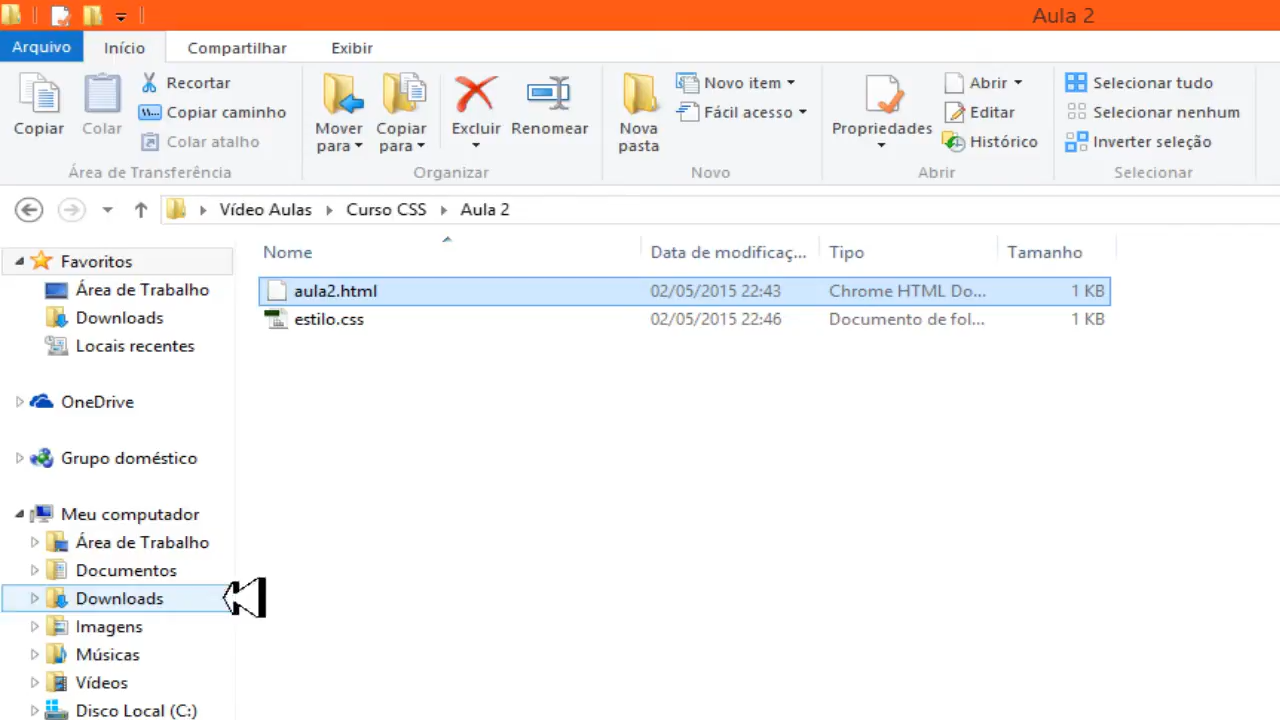 Aula 2
Arquivo Início Compartilhar Exibir
Copiar Colar Recortar Copiar caminho Colar atalho
Área de Transferência
Mover para Copiar para Excluir Renomear
Organizar
Nova pasta Novo item Fácil acesso
Novo
Propriedades Abrir Editar Histórico
Abrir
Selecionar tudo Selecionar nenhum Inverter seleção
Selecionar
Vídeo Aulas Curso CSS Aula 2
Nome Data de modificaç... Tipo Tamanho
aula2.html 02/05/2015 22:43 Chrome HTML Do... 1 KB
estilo.css 02/05/2015 22:46 Documento de fol... 1 KB
Favoritos
Área de Trabalho
Downloads
Locais recentes
OneDrive
Grupo doméstico
Meu computador
Área de Trabalho
Documentos
Downloads
Imagens
Músicas
Vídeos
Disco Local (C:)